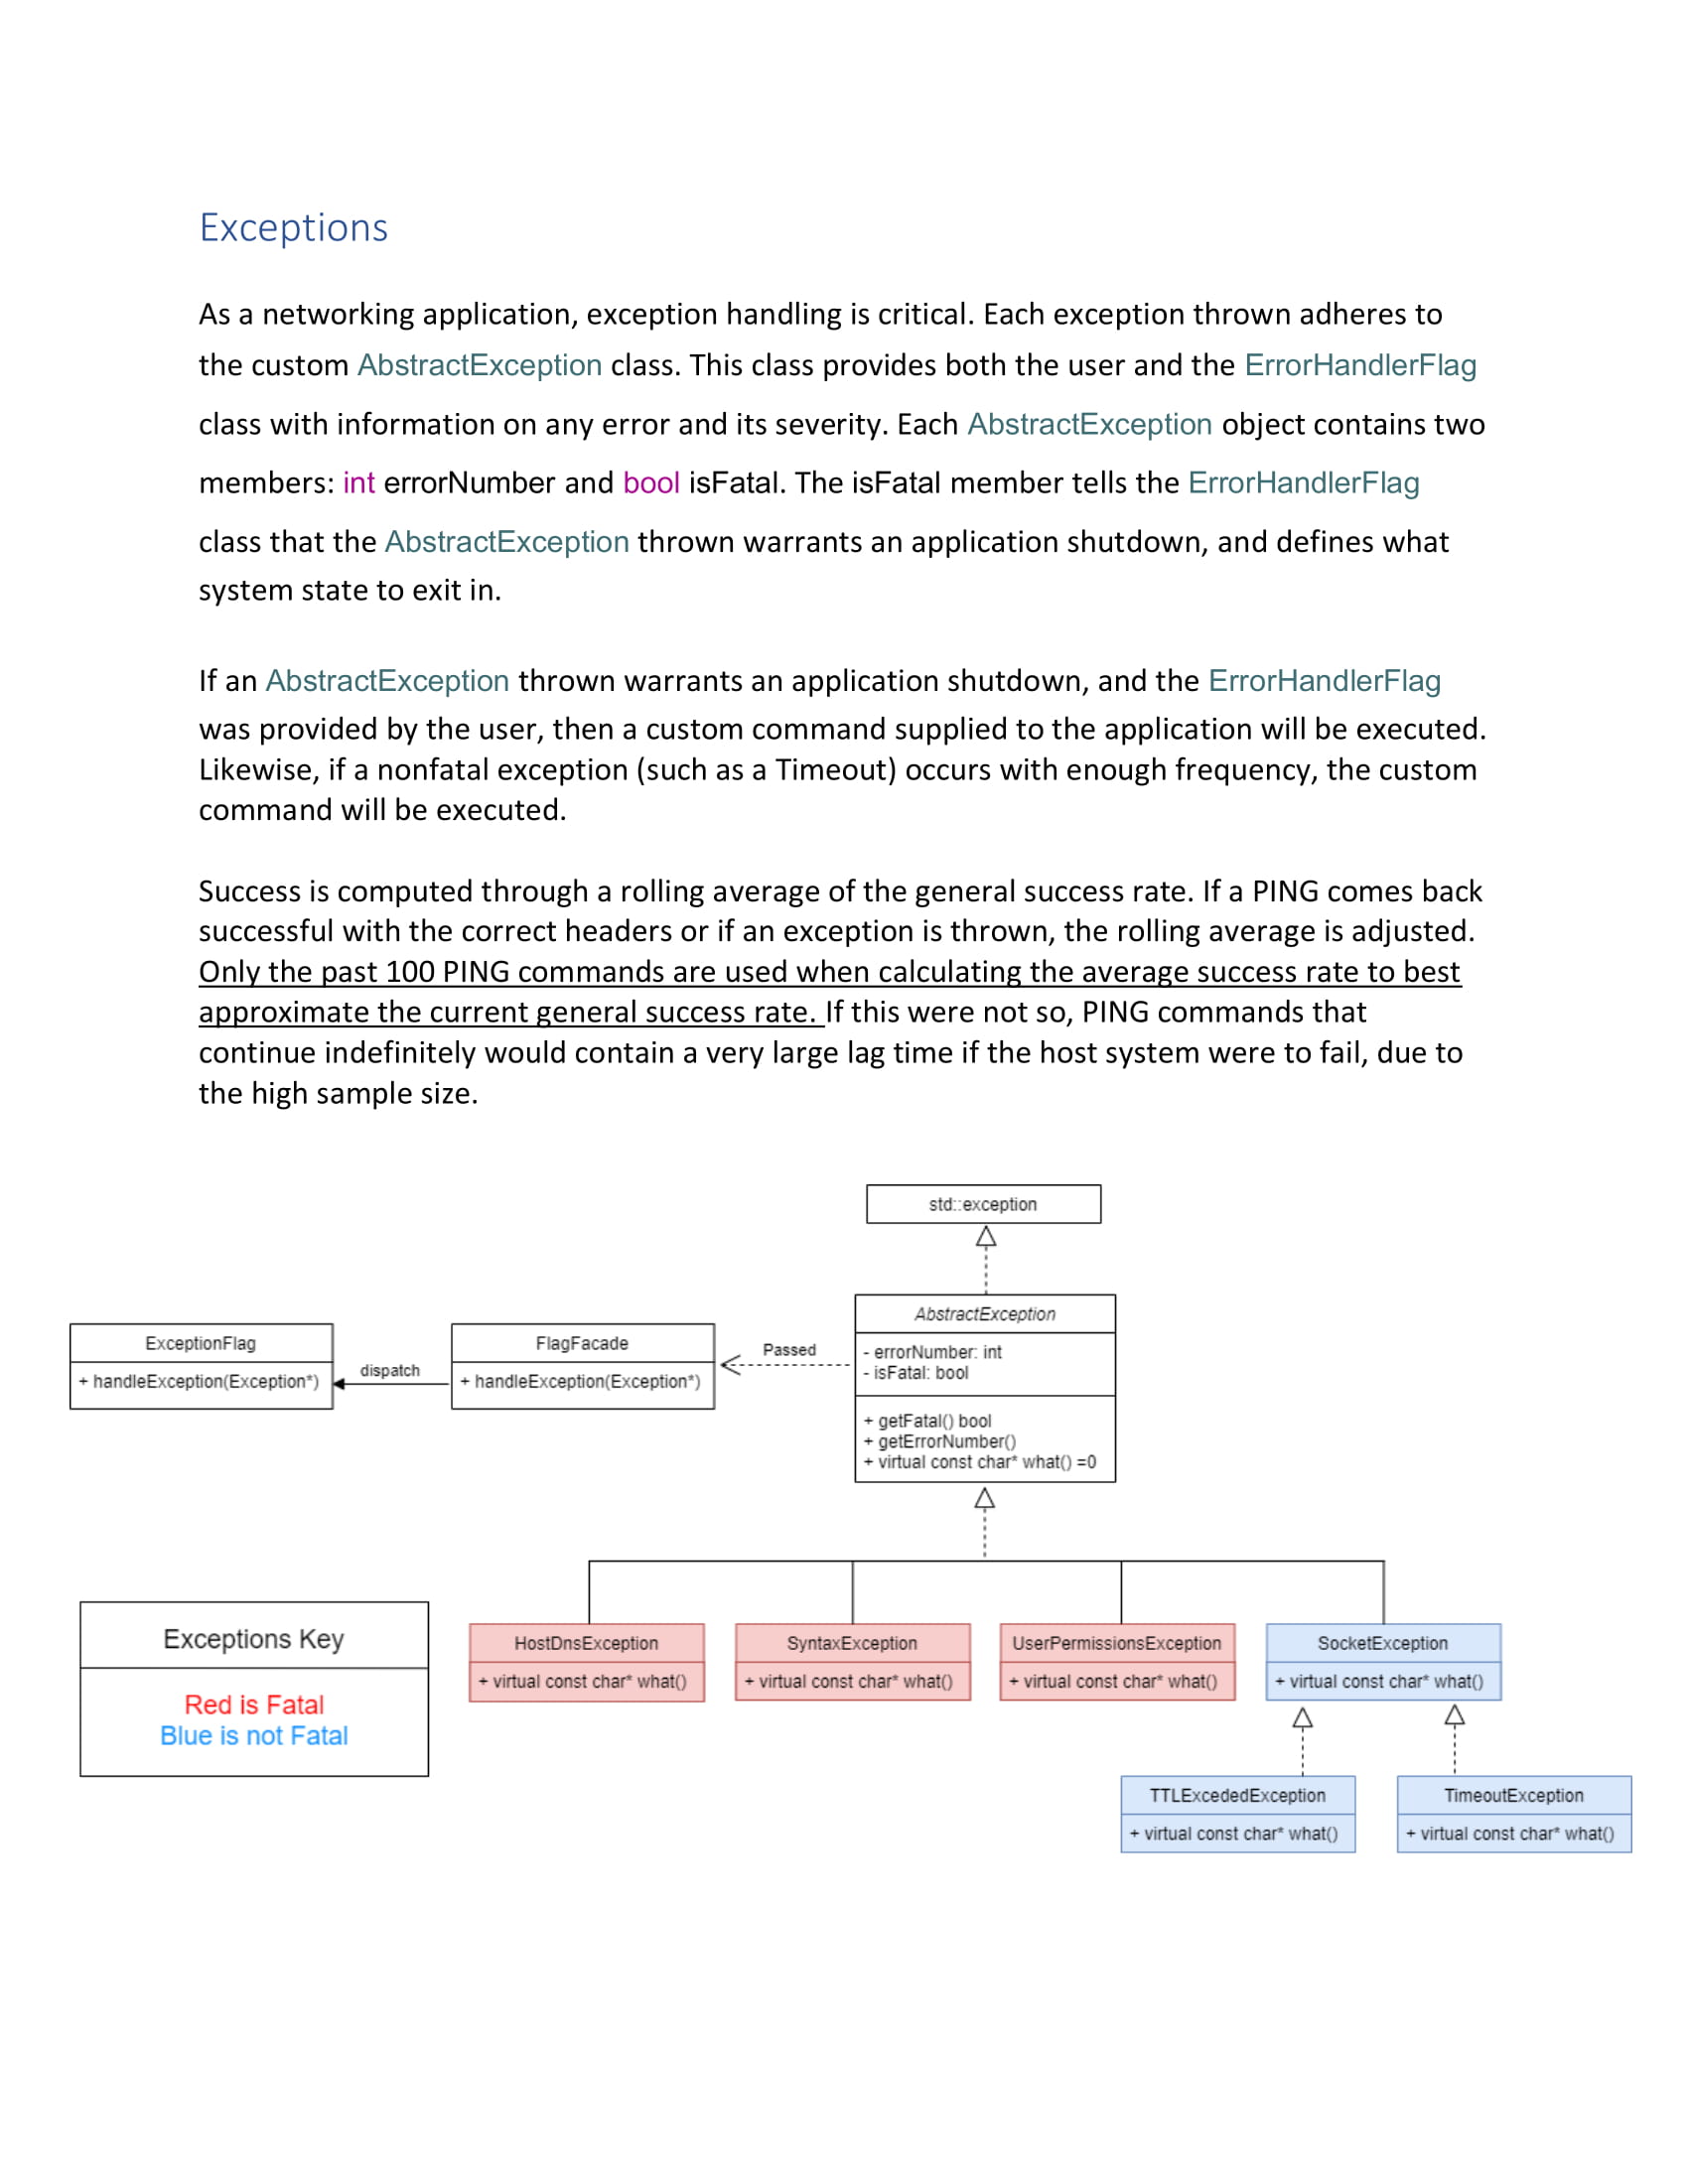 Exceptions
As a networking application, exception handling is critical. Each exception thrown adheres to
the custom AbstractException class. This class provides both the user and the ErrorHandlerFlag
class with information on any error and its severity. Each AbstractException object contains two
members: int errorNumber and bool isFatal. The isFatal member tells the ErrorHandlerFlag
class that the AbstractException thrown warrants an application shutdown, and defines what
system state to exit in.
If an AbstractException thrown warrants an application shutdown, and the ErrorHandlerFlag
was provided by the user, then a custom command supplied to the application will be executed.
Likewise, if a nonfatal exception (such as a Timeout) occurs with enough frequency, the custom
command will be executed.
Success is computed through a rolling average of the general success rate. If a PING comes back
successful with the correct headers or if an exception is thrown, the rolling average is adjusted.
Only the past 100 PING commands are used when calculating the average success rate to best
approximate the current general success rate. If this were not so, PING commands that
continue indefinitely would contain a very large lag time if the host system were to fail, due to
the high sample size.
std::exception
AbstractException
- errorNumber: int
- isFatal: bool
+ getFatal() bool
+ getErrorNumber()
+ virtual const char* what() =0
Passed
FlagFacade
+ handleException(Exception*)
dispatch
ExceptionFlag
+ handleException(Exception*)
Exceptions Key
Red is Fatal
Blue is not Fatal
HostDnsException
+ virtual const char* what()
SyntaxException
+ virtual const char* what()
UserPermissionsException
+ virtual const char* what()
SocketException
+ virtual const char* what()
TTLExcededException
+ virtual const char* what()
TimeoutException
+ virtual const char* what()